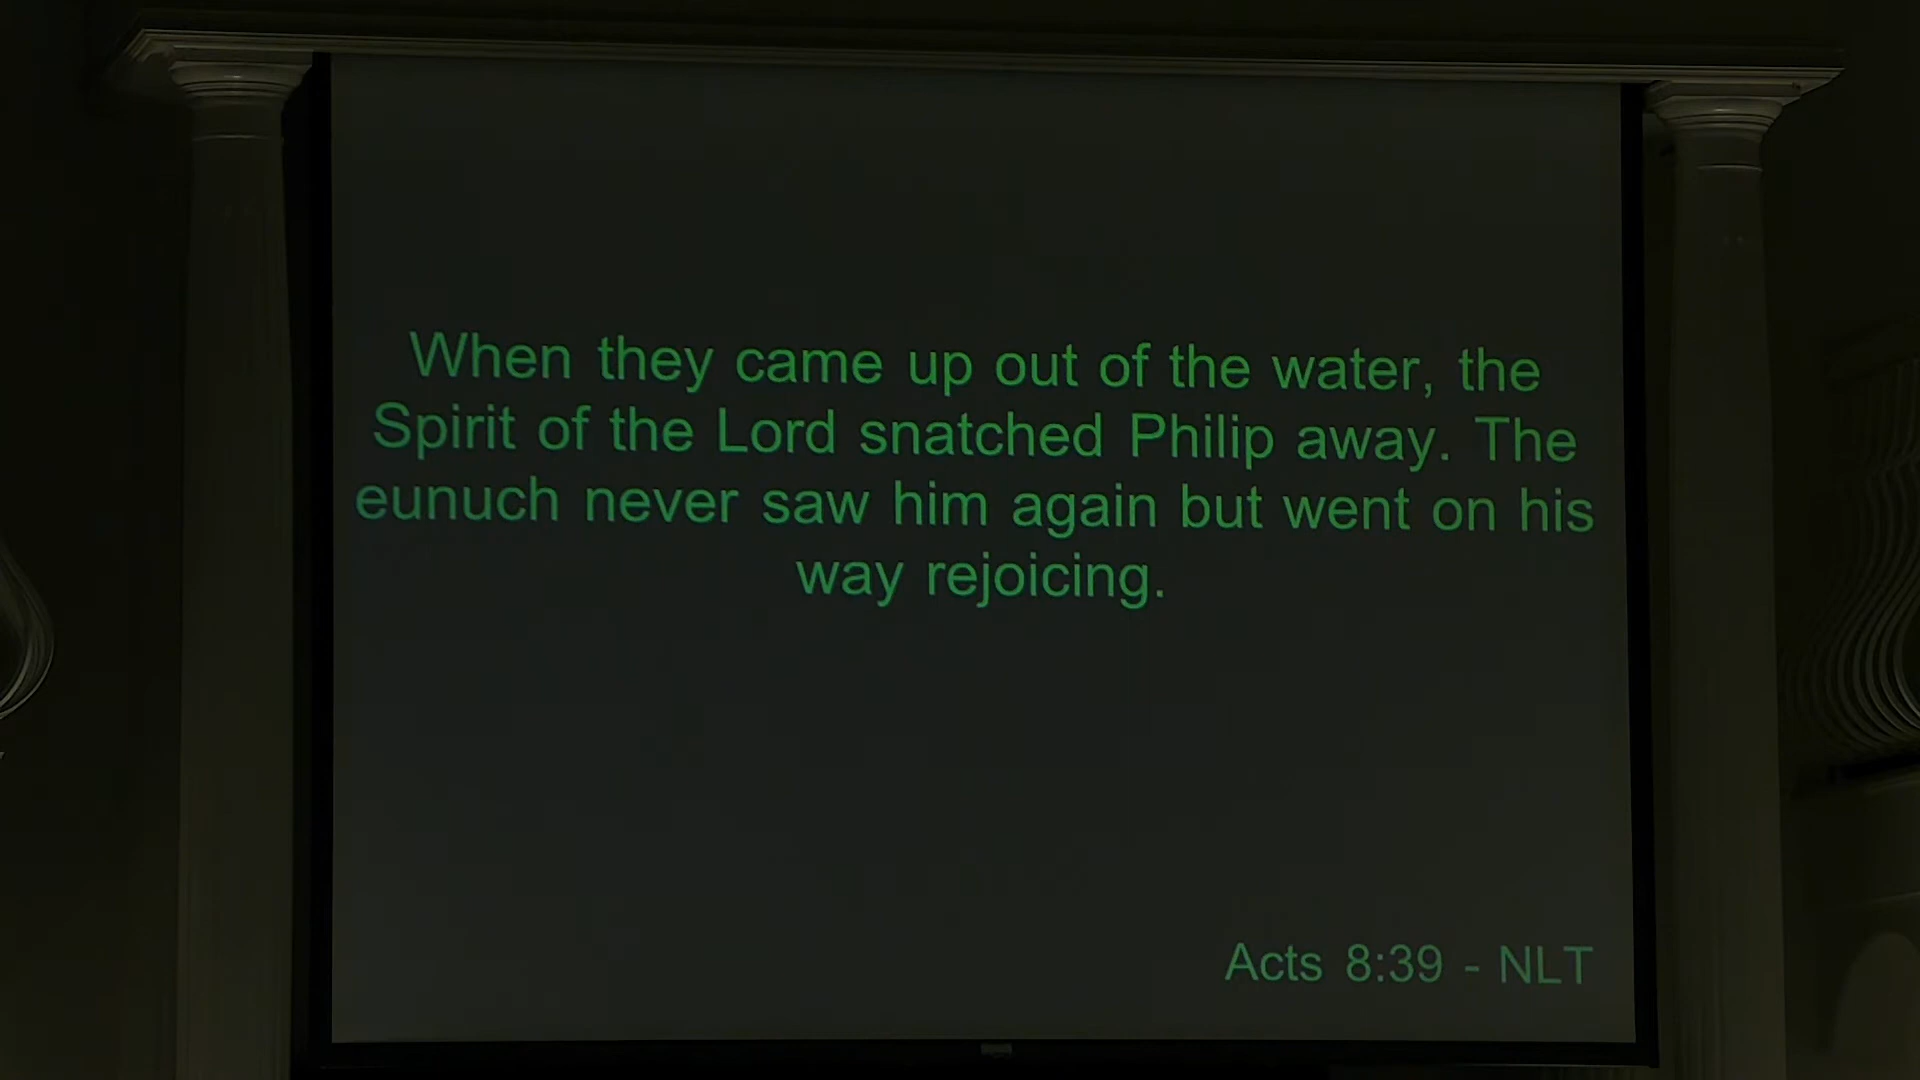 When they came up out of the water, the
Spirit of the Lord snatched Philip away. The
eunuch never saw him again but went on his
way rejoicing.
Acts 8:39 - NLT